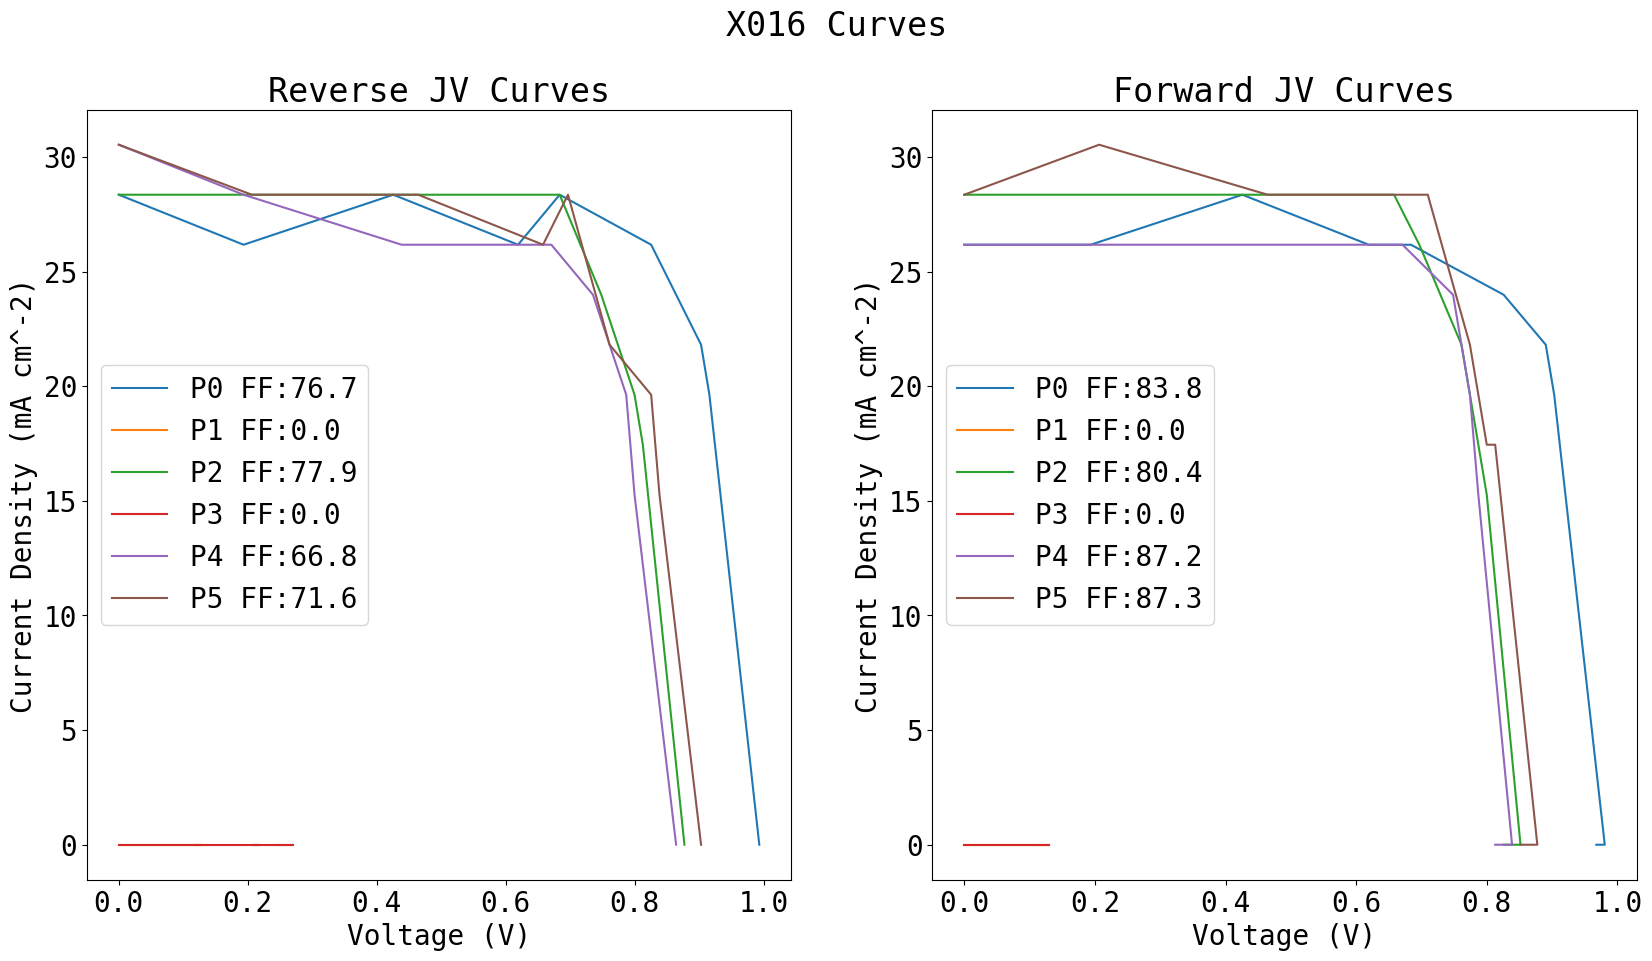 X016 Curves
Reverse JV Curves
Current Density (mA cm^-2)
30
25
20
15
10
5
0
P0 FF:76.7
P1 FF:0.0
P2 FF:77.9
P3 FF:0.0
P4 FF:66.8
P5 FF:71.6
0.0 0.2 0.4 0.6 0.8 1.0
Voltage (V)
Forward JV Curves
Current Density (mA cm^-2)
30
25
20
15
10
5
0
P0 FF:83.8
P1 FF:0.0
P2 FF:80.4
P3 FF:0.0
P4 FF:87.2
P5 FF:87.3
0.0 0.2 0.4 0.6 0.8 1.0
Voltage (V)